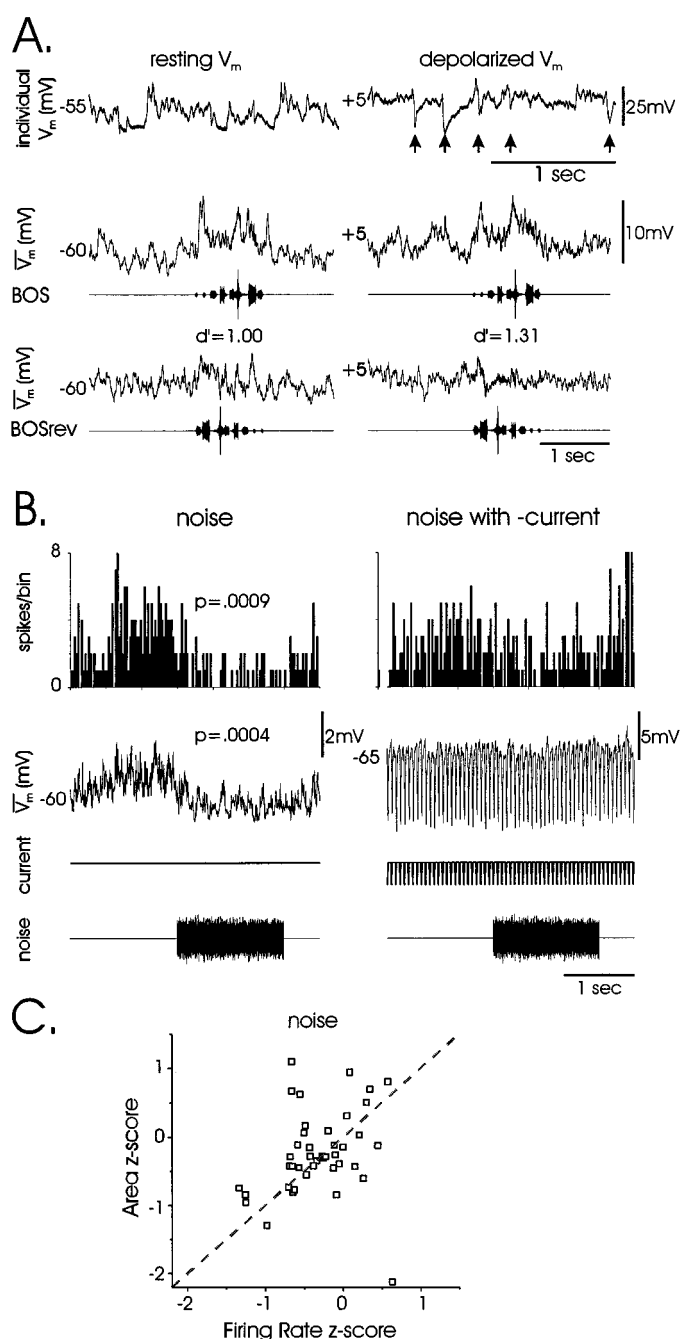 A.
resting Vm
depolarized Vm
individual
Vm (mV)
-55
+5
25mV
1 sec
Vm (mV)
-60
+5
10mV
BOS
d'=1.00
d'=1.31
Vm (mV)
-60
+5
BOSrev
1 sec
B.
noise
noise with -current
spikes/bin
8
0
p=.0009
Vm (mV)
-60
p=.0004
2mV
-65
5mV
current
noise
1 sec
C.
noise
Area z-score
1
0
-1
-2
-2
-1
0
1
Firing Rate z-score